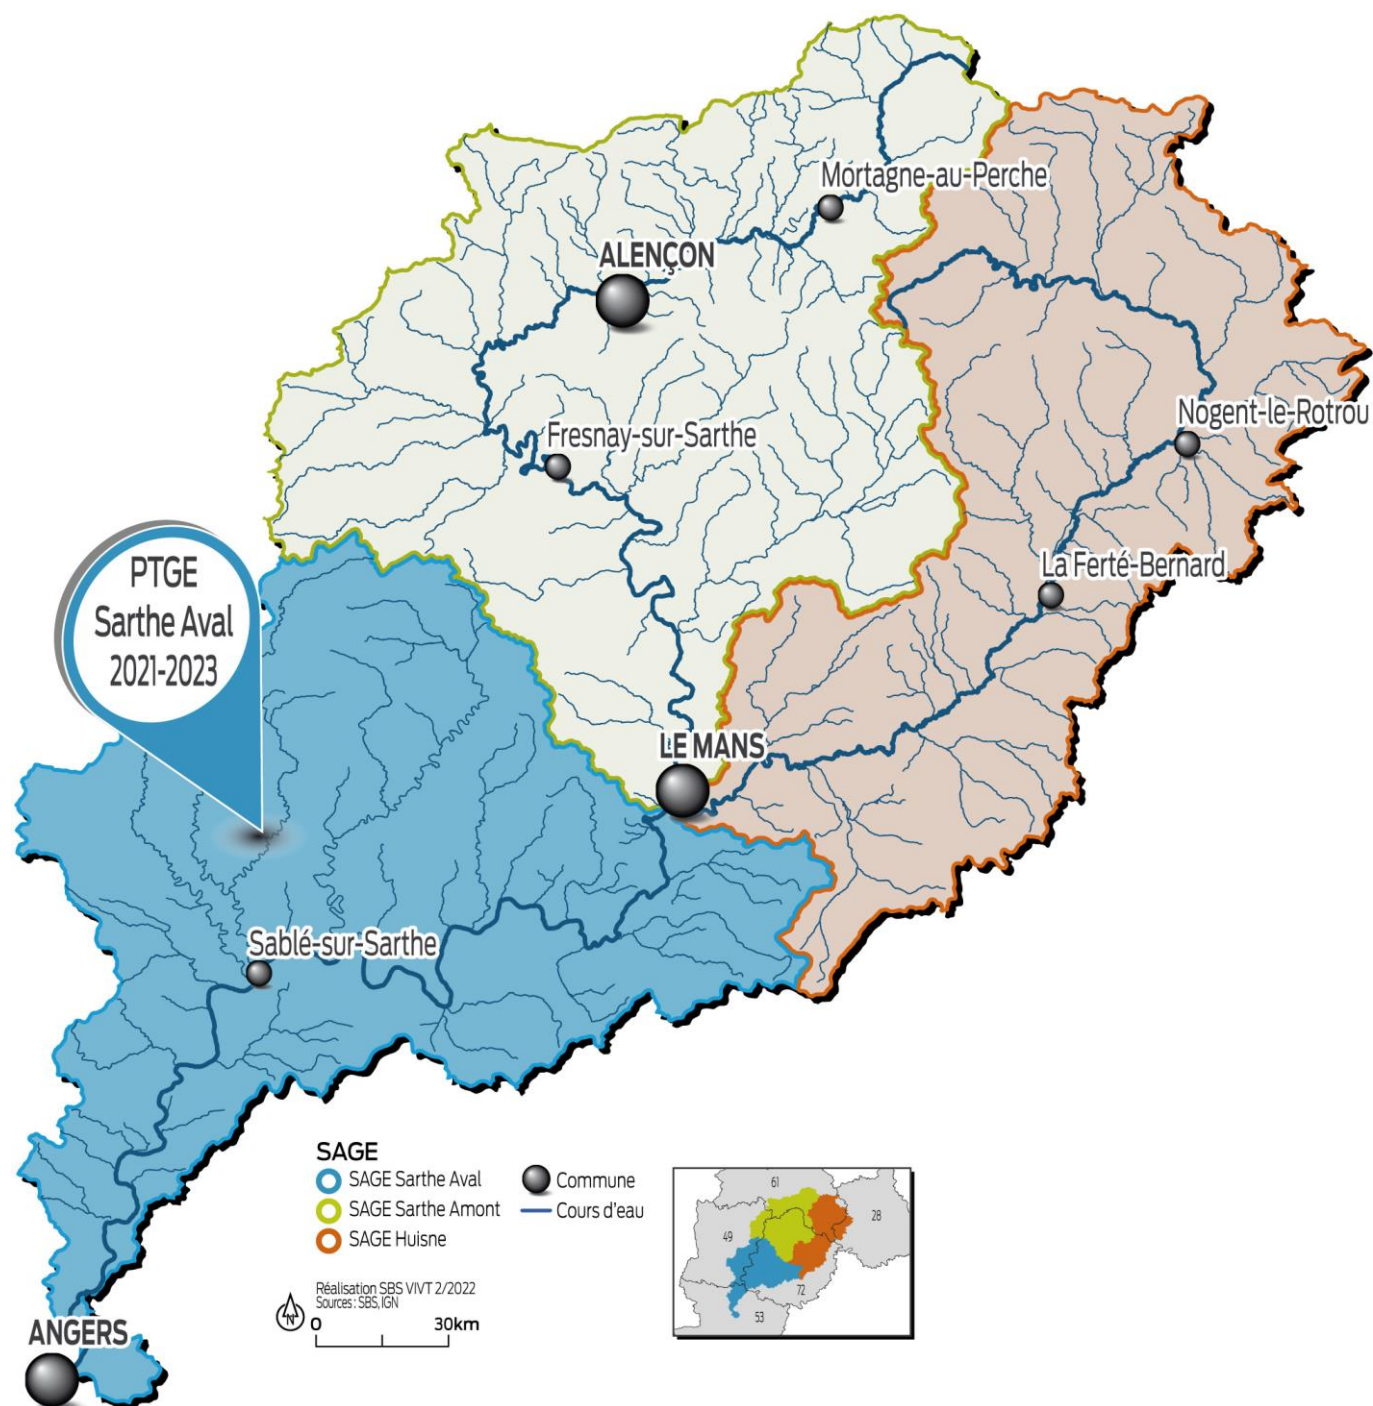 Mortagne-au-Perche
ALENÇON
Nogent-le-Rotrou
Fresnay-sur-Sarthe
PTGE
Sarthe Aval
2021-2023
La Ferté-Bernard
LE MANS
Sablé-sur-Sarthe
SAGE
SAGE Sarthe Aval
SAGE Sarthe Amont
SAGE Huisne
Commune
Cours d'eau
Réalisation SBS VIVT 2/2022
Sources : SBS, IGN
N
0 30km
61
28
49
72
53
ANGERS